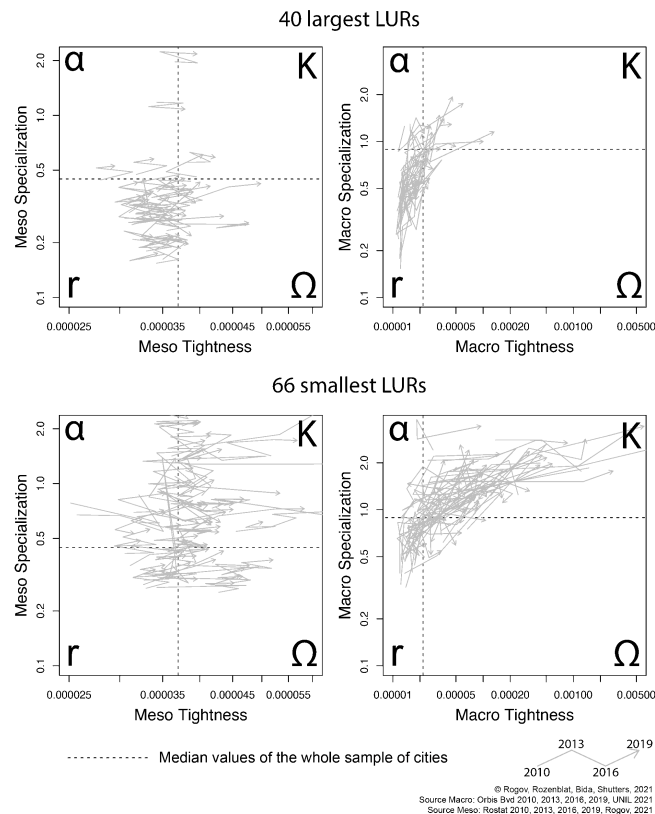 40 largest LURs
α
K
2.0
1.0
0.5
0.2
0.1
Meso Specialization
r
Ω
0.000025
0.000035
0.000045
0.000055
Meso Tightness
α
K
2.0
1.0
0.5
0.2
0.1
Macro Specialization
r
Ω
0.00001
0.00005
0.00020
0.00100
0.00500
Macro Tightness
66 smallest LURs
α
K
2.0
1.0
0.5
0.2
0.1
Meso Specialization
r
Ω
0.000025
0.000035
0.000045
0.000055
Meso Tightness
α
K
2.0
1.0
0.5
0.2
0.1
Macro Specialization
r
Ω
0.00001
0.00005
0.00020
0.00100
0.00500
Macro Tightness
Median values of the whole sample of cities
2013
2019
2010
2016
© Rogov, Rozenblat, Bida, Shutters, 2021
Source Macro: Orbis Bvd 2010, 2013, 2016, 2019, UNIL 2021
Source Meso: Rostat 2010, 2013, 2016, 2019, Rogov, 2021